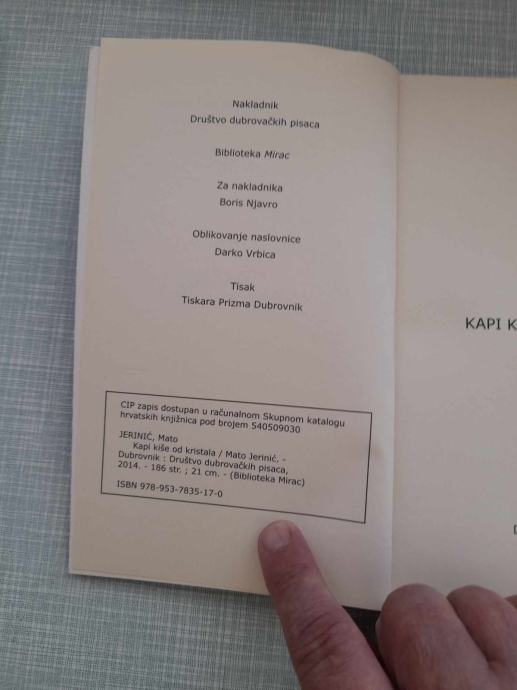 Nakladnik
Društvo dubrovačkih pisaca
Biblioteka Mirac
Za nakladnika
Boris Njavro
Oblikovanje naslovnice
Darko Vrbica
Tisak
Tiskara Prizma Dubrovnik
CIP zapis dostupan u računalnom Skupnom katalogu
hrvatskih knjižnica pod brojem 540509030
JERINIĆ, Mato
Kapi kiše od kristala / Mato Jerinić. -
Dubrovnik : Društvo dubrovačkih pisaca,
2014. - 186 str. ; 21 cm. - (Biblioteka Mirac)
ISBN 978-953-7835-17-0
KAPI K